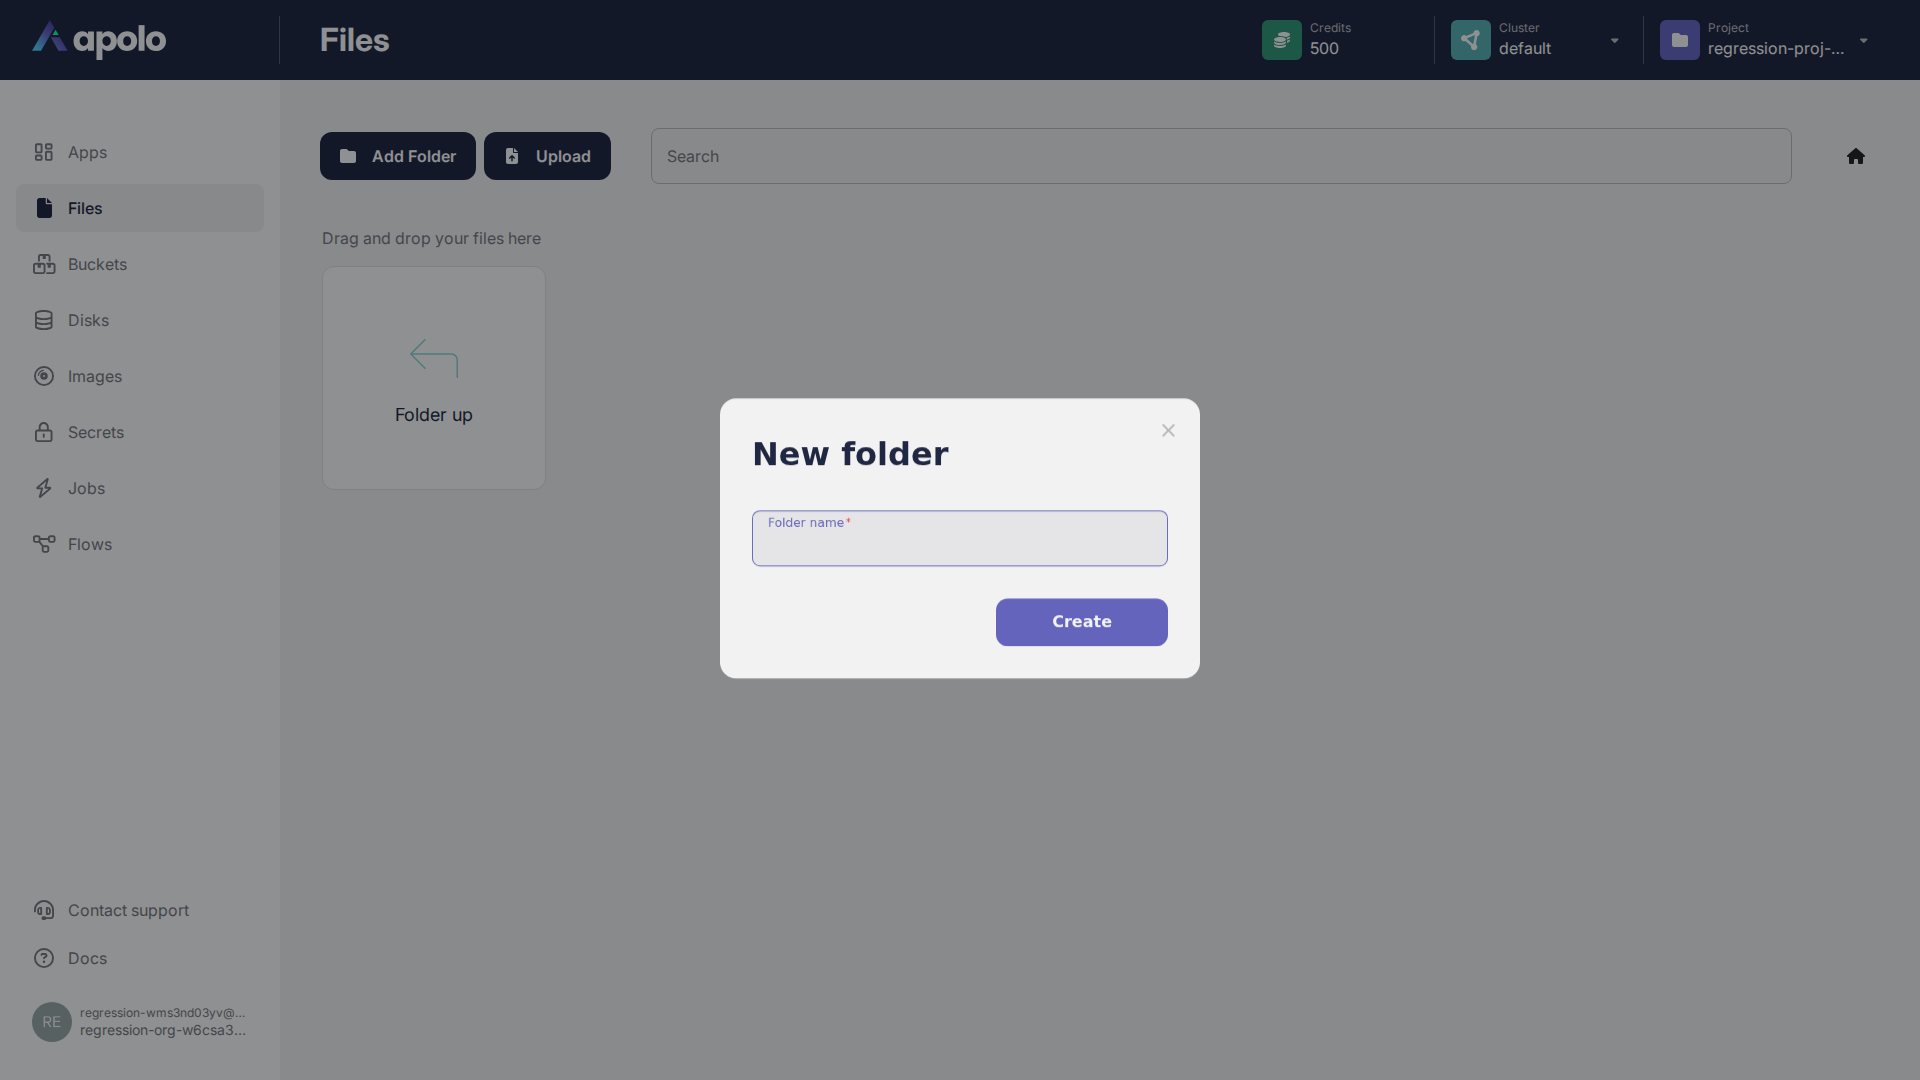 apolo
Files
Credits
500
Cluster
default
Project
regression-proj-...
Apps
Files
Buckets
Disks
Images
Secrets
Jobs
Flows
Contact support
Docs
RE
regression-wms3nd03yv@...
regression-org-w6csa3...
Add Folder
Upload
Search
Drag and drop your files here
Folder up
New folder
Folder name*
Create